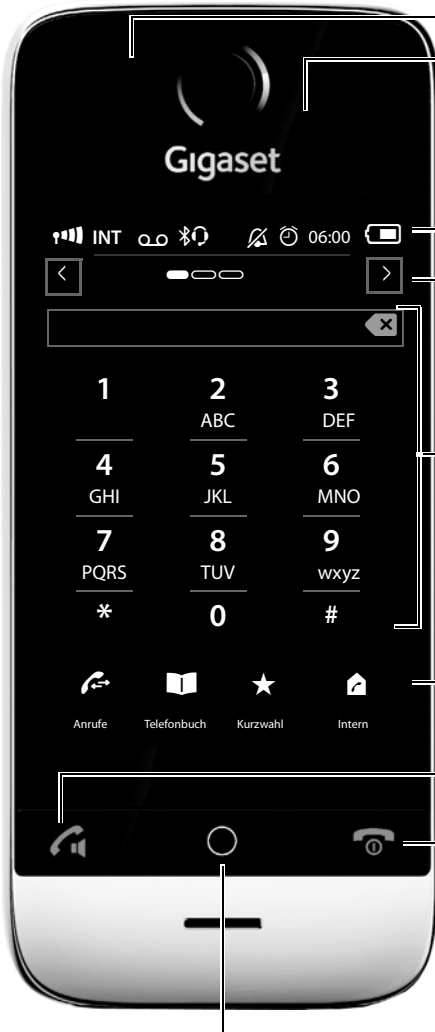 Gigaset
INT 06:00
1 2 3
ABC DEF
4 5 6
GHI JKL MNO
7 8 9
PQRS TUV wxyz
* 0 #
Anrufe Telefonbuch Kurzwahl Intern